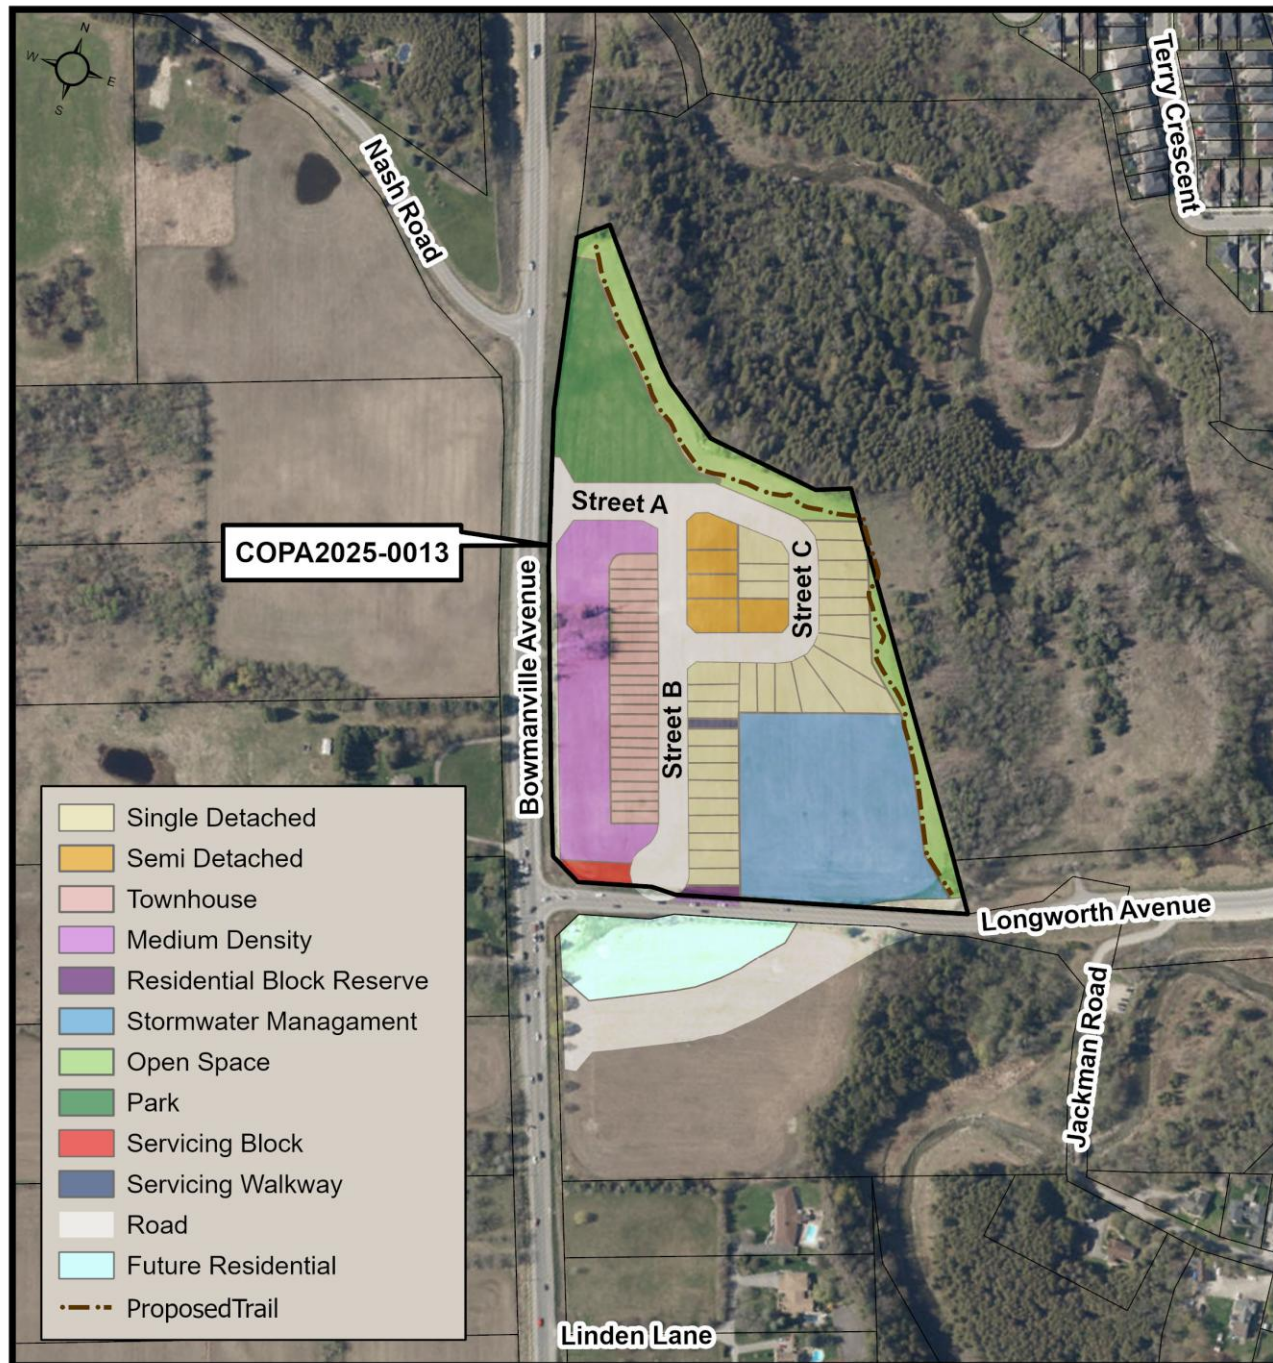 N
W
E
S
Terry Crescent
Nash Road
Street A
COPA2025-0013
Street C
Bowmanville Avenue
Street B
Single Detached
Semi Detached
Townhouse
Medium Density
Residential Block Reserve
Stormwater Managament
Open Space
Park
Servicing Block
Servicing Walkway
Road
Future Residential
ProposedTrail
Longworth Avenue
Jackman Road
Linden Lane